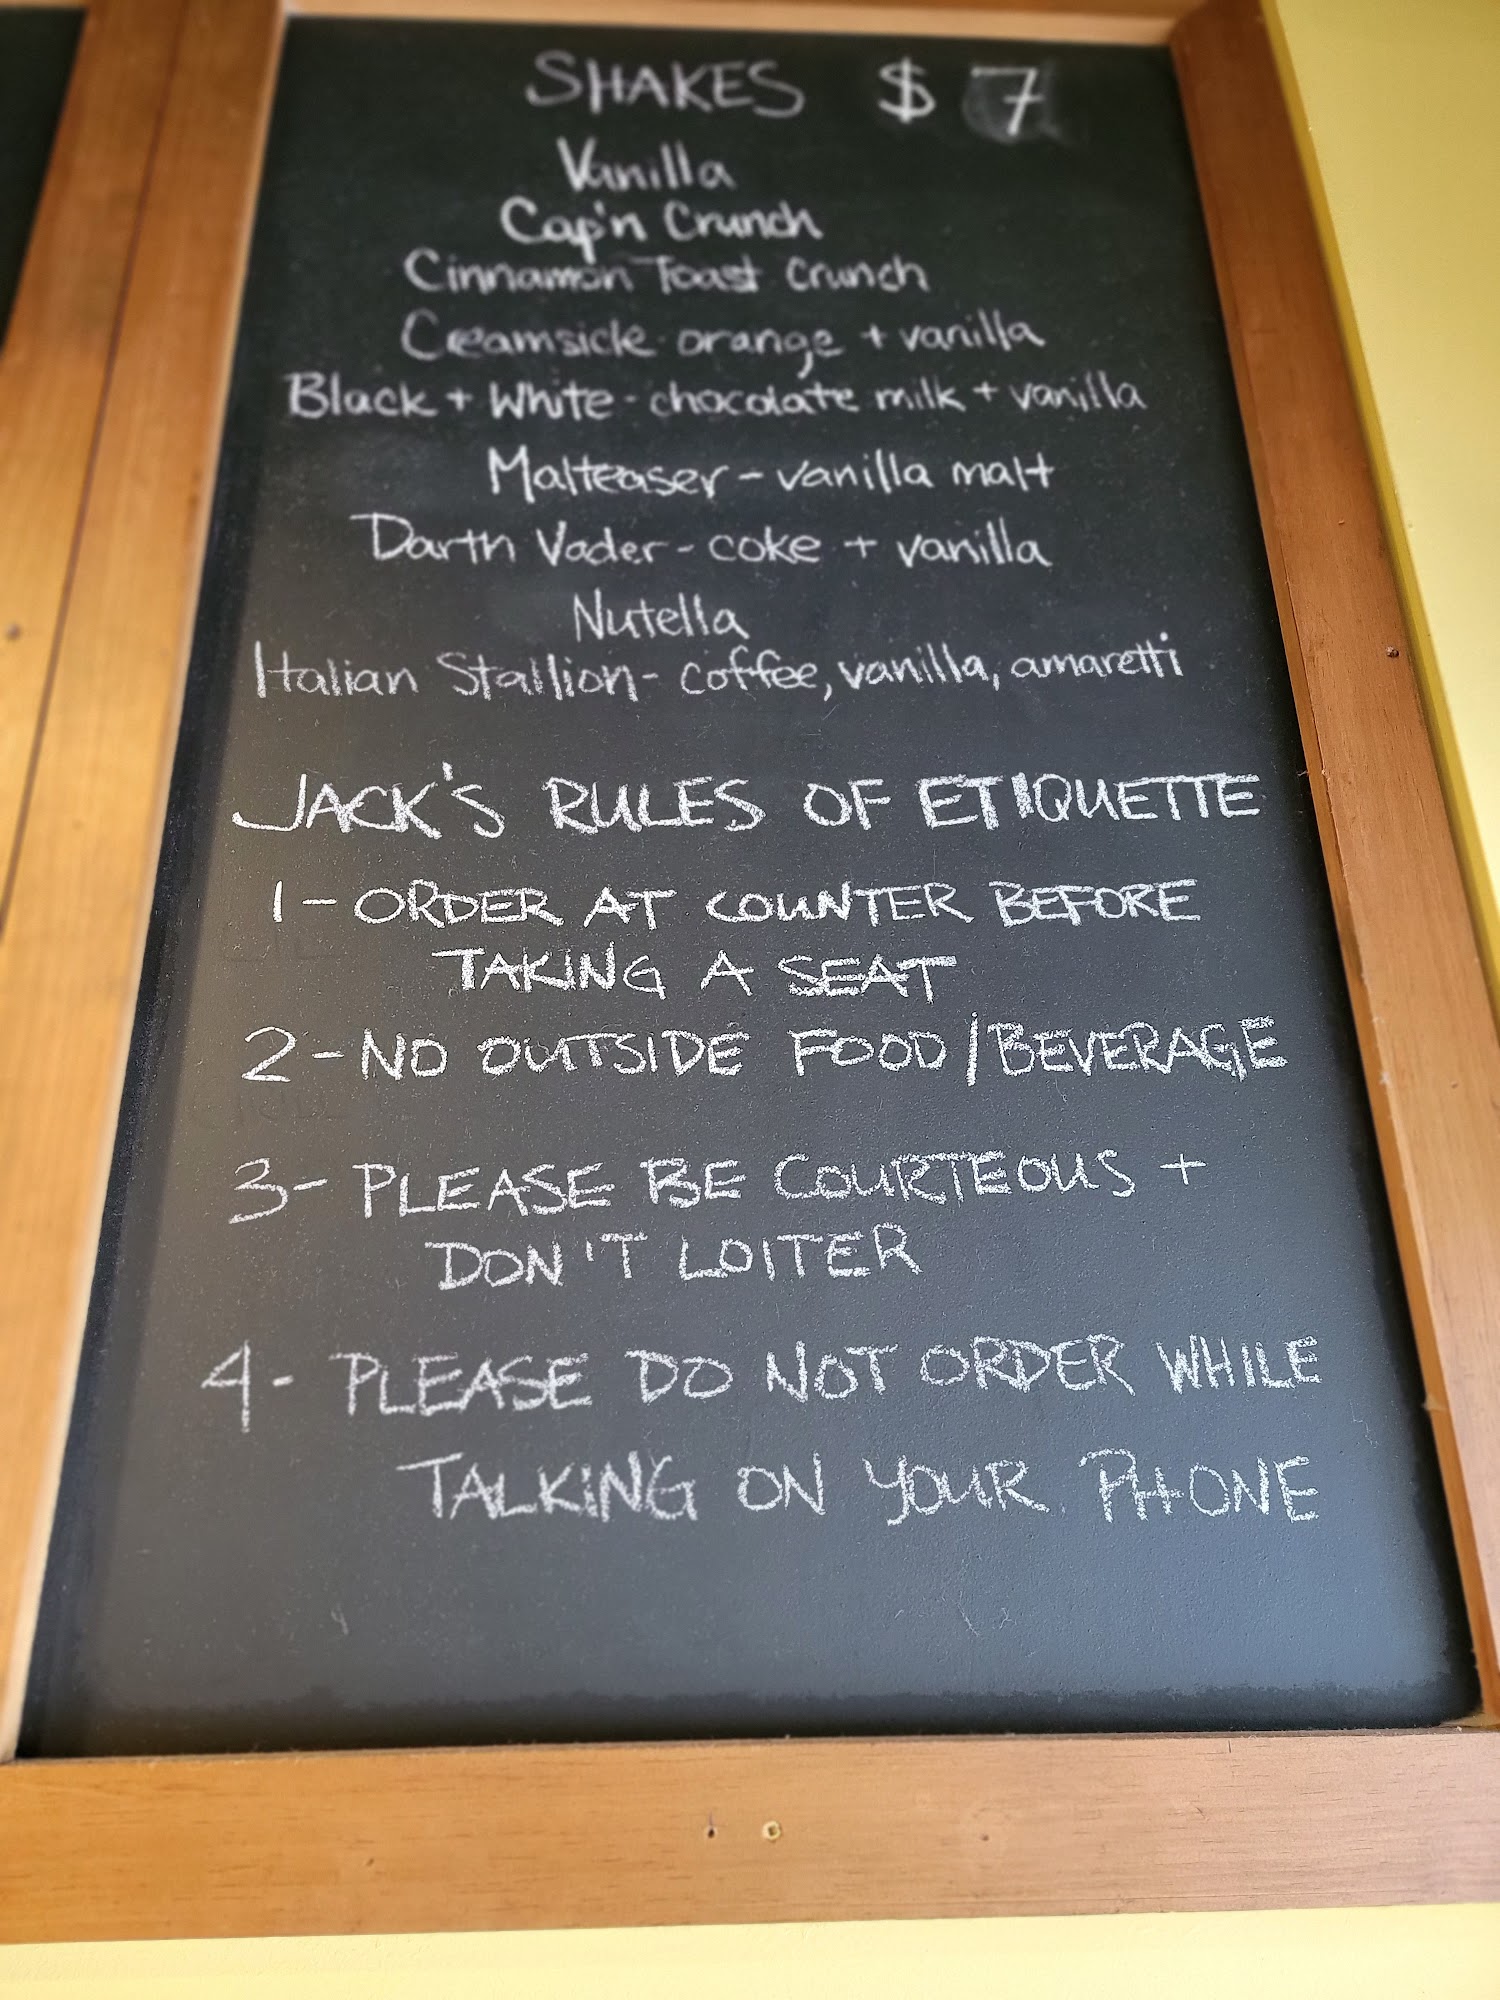 SHAKES $7
Vanilla
Cap'n Crunch
Cinnamon Toast Crunch
Creamsicle-orange + vanilla
Black + White-chocolate milk + vanilla
Malteaser-vanilla malt
Darth Vader-coke + vanilla
Nutella
Italian Stallion-coffee, vanilla, amaretti
JACK'S RULES OF ETIQUETTE
1-ORDER AT COUNTER BEFORE
TAKING A SEAT
2-NO OUTSIDE FOOD/BEVERAGE
3-PLEASE BE COURTEOUS +
DON'T LOITER
4-PLEASE DO NOT ORDER WHILE
TALKING ON YOUR PHONE